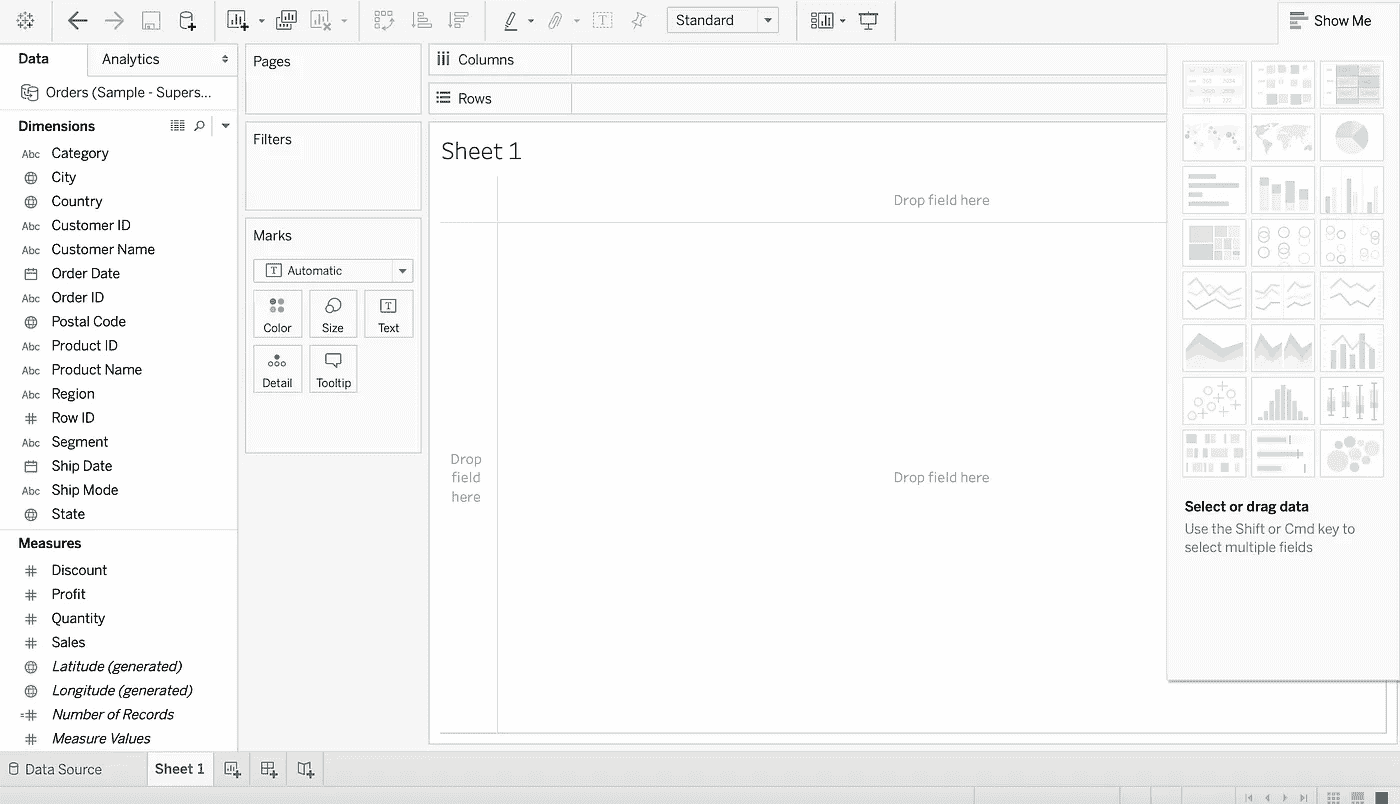 Standard
Show Me
Data
Analytics
Orders (Sample - Supers...
Dimensions
Abc Category
City
Country
Abc Customer ID
Abc Customer Name
Order Date
Abc Order ID
Postal Code
Abc Product ID
Abc Product Name
Abc Region
# Row ID
Abc Segment
Ship Date
Abc Ship Mode
State
Measures
# Discount
# Profit
# Quantity
# Sales
Latitude (generated)
Longitude (generated)
=# Number of Records
# Measure Values
Pages
Filters
Marks
T Automatic
Color
Size
T
Text
Detail
Tooltip
Columns
Rows
Sheet 1
Drop field here
Drop
field
here
Drop field here
Select or drag data
Use the Shift or Cmd key to
select multiple fields
Data Source
Sheet 1